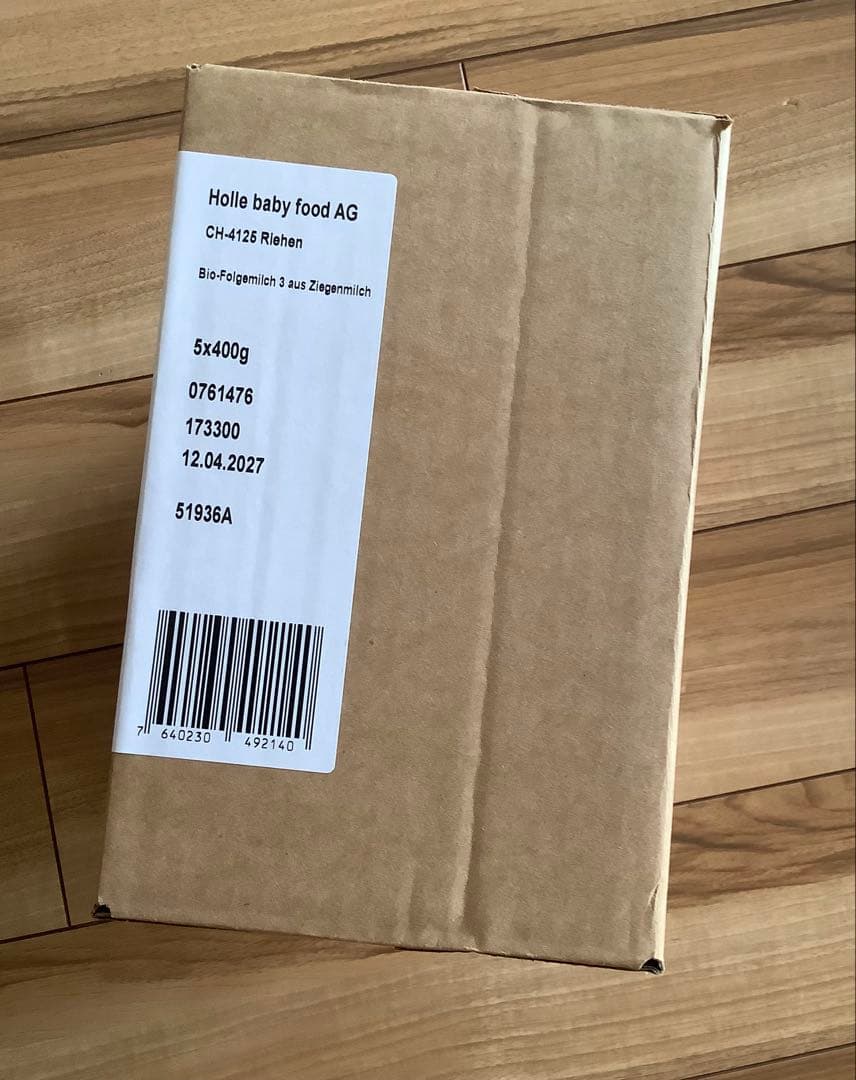 Holle baby food AG
CH-4125 Riehen
Bio-Folgemilch 3 aus Ziegenmilch
5x400g
0761476
173300
12.04.2027
51936A
7 640230 492140